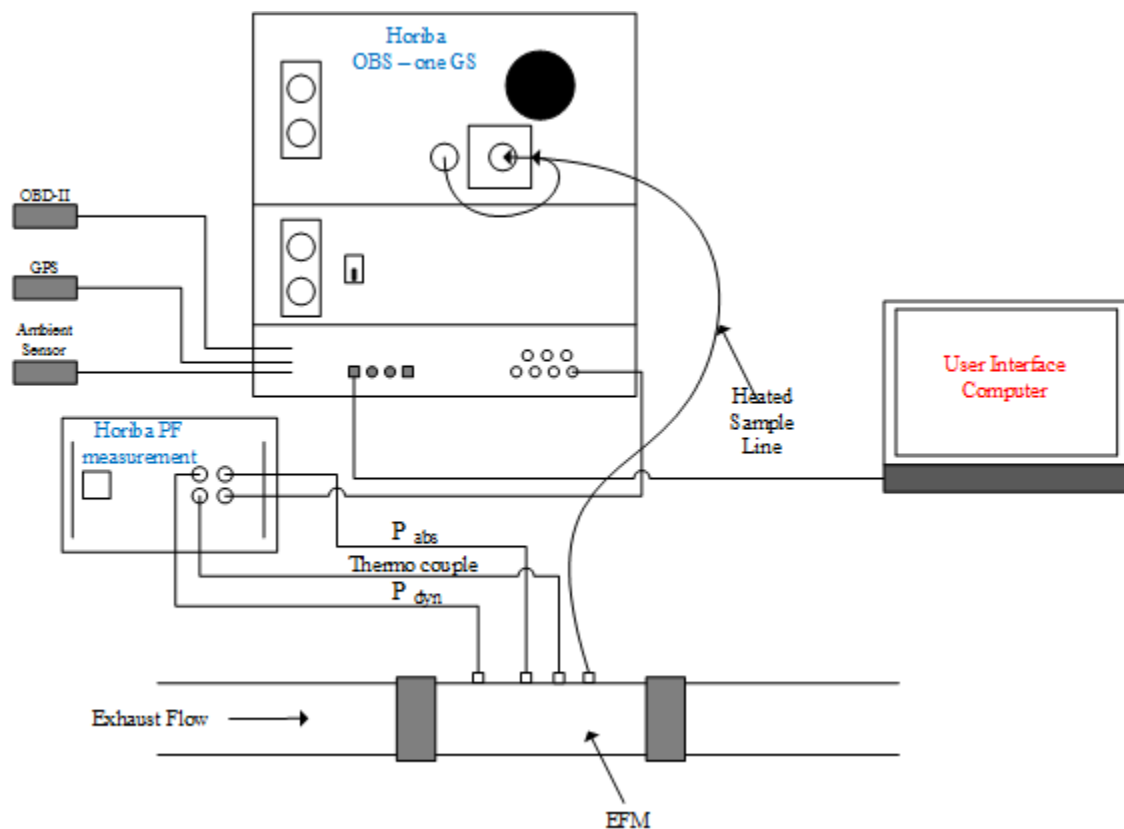 Horiba
OBS – one GS
OBD-II
GPS
Ambient
Sensor
User Interface
Computer
Heated
Sample
Line
Horiba PF
measurement
P abs
Thermo couple
P dyn
Exhaust Flow
EFM